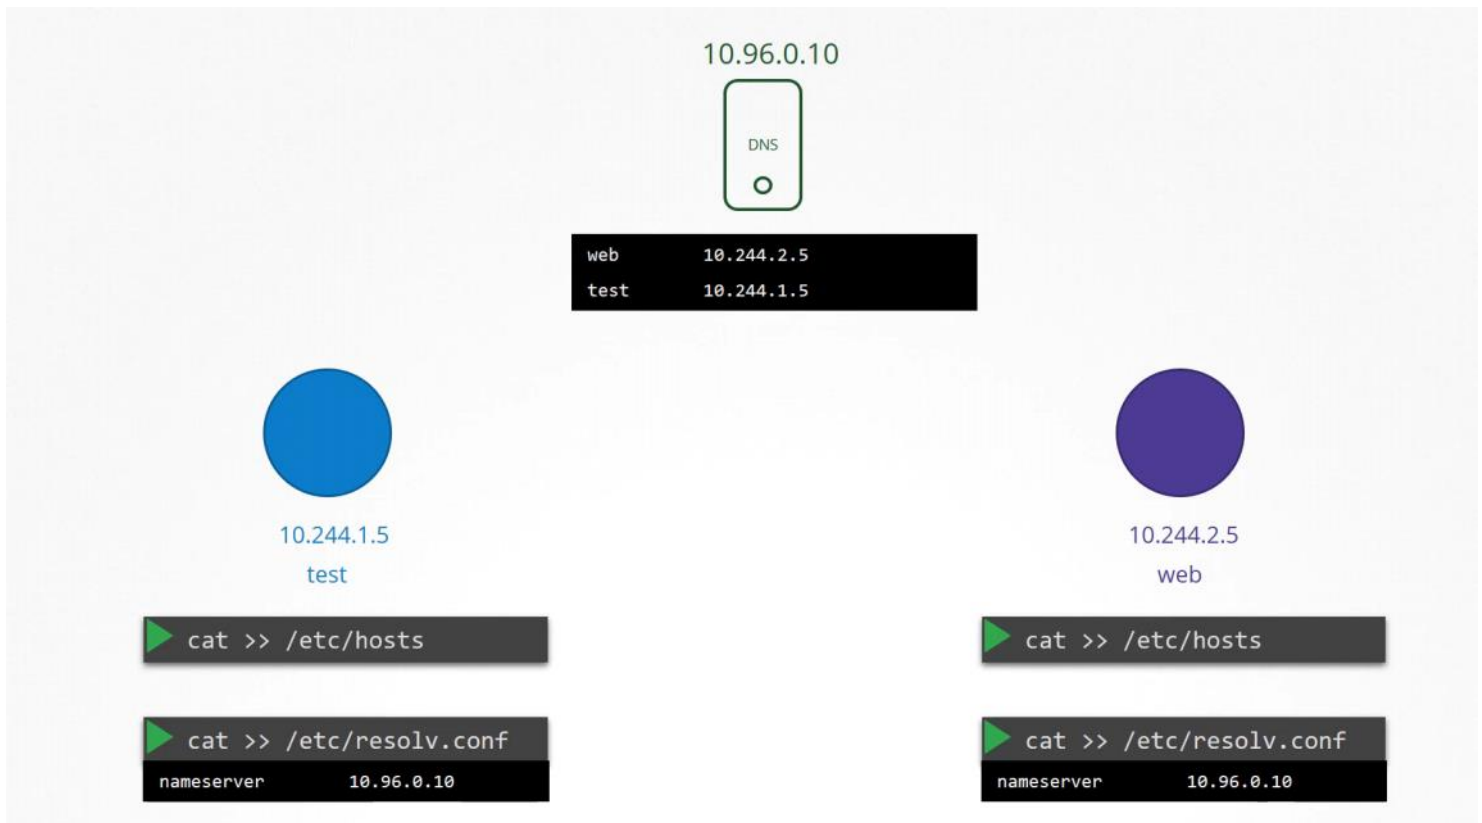 10.96.0.10
DNS
web 10.244.2.5
test 10.244.1.5
10.244.1.5
test
cat >> /etc/hosts
cat >> /etc/resolv.conf
nameserver 10.96.0.10
10.244.2.5
web
cat >> /etc/hosts
cat >> /etc/resolv.conf
nameserver 10.96.0.10